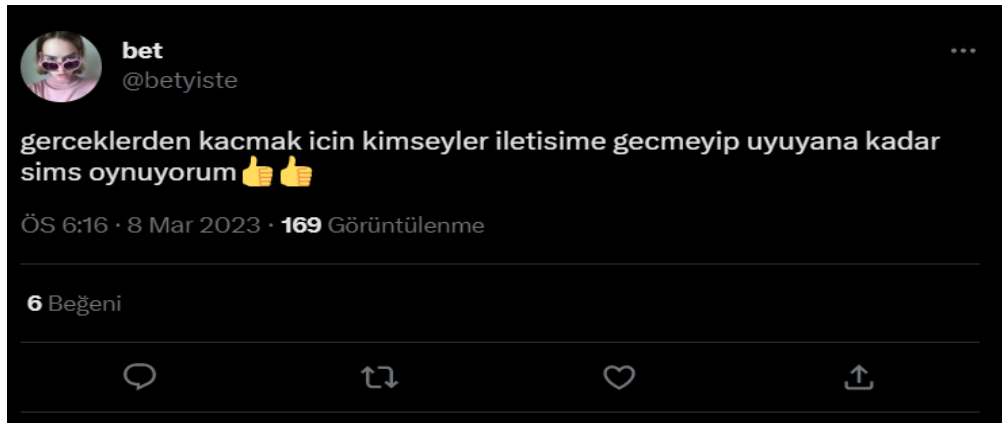 bet
@betyiste
gerceklerden kacmak icin kimseyler iletisime gecmeyip uyuyana kadar
sims oynuyorum👍👍
ÖS 6:16 · 8 Mar 2023 · 169 Görüntülenme
6 Beğeni